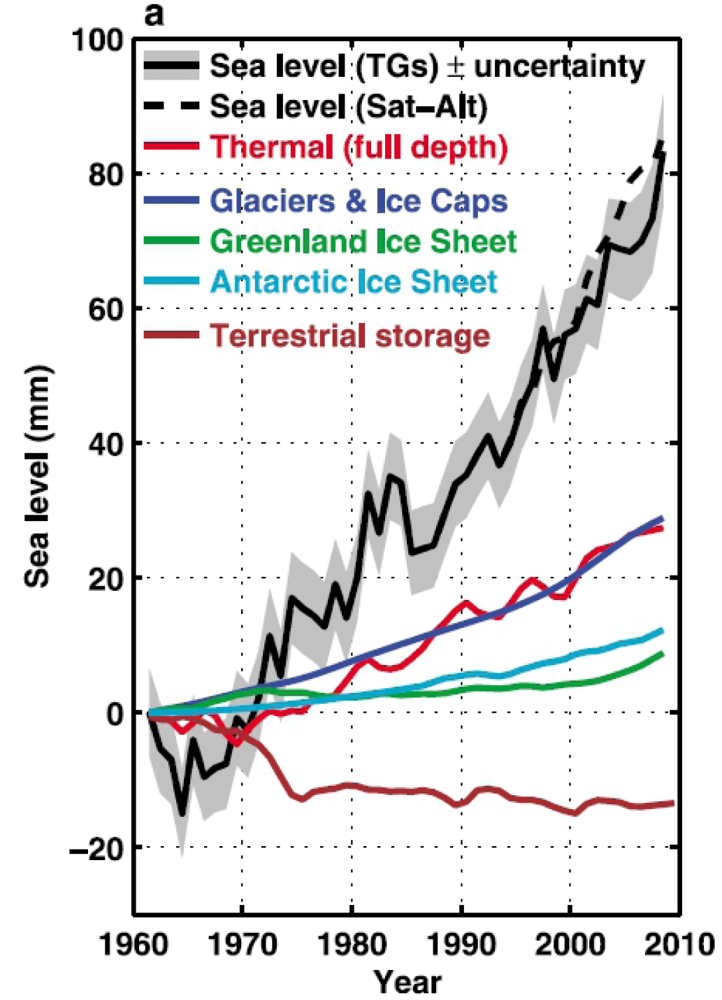 a
100
Sea level (TGs) ± uncertainty
Sea level (Sat–Alt)
Thermal (full depth)
80
Glaciers & Ice Caps
Greenland Ice Sheet
Antarctic Ice Sheet
60
Terrestrial storage
40
20
0
–20
Sea level (mm)
1960 1970 1980 1990 2000 2010
Year